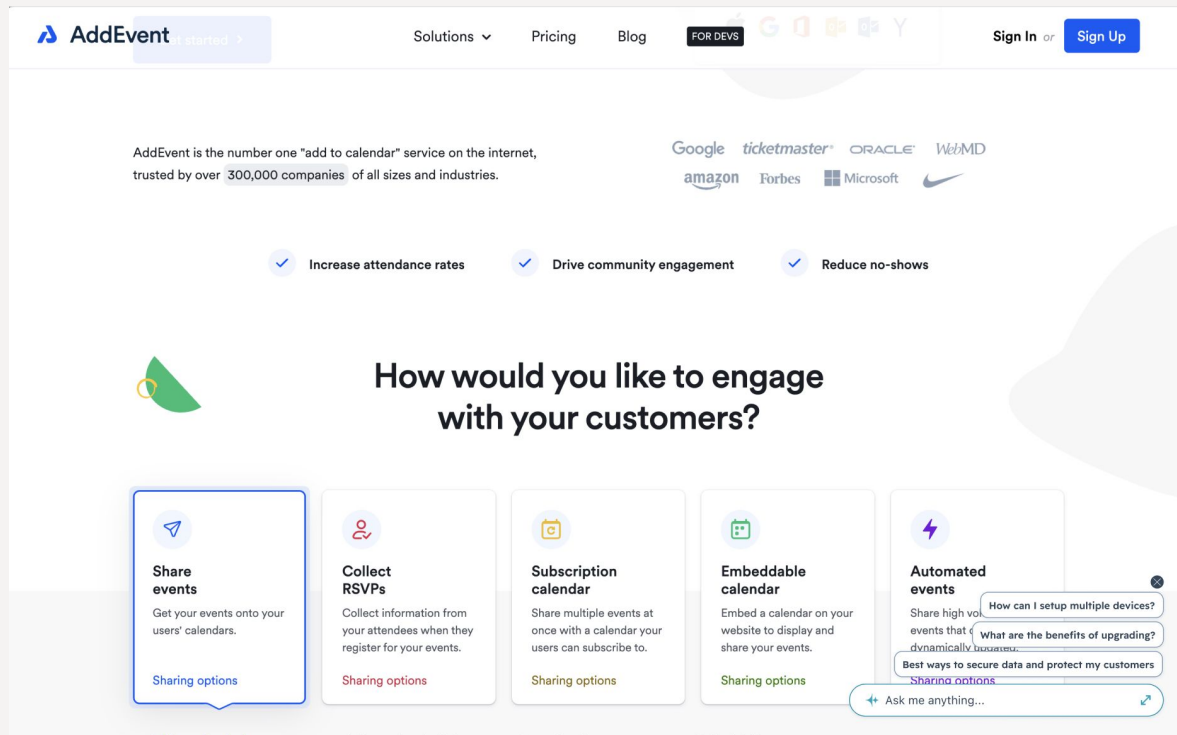 AddEvent
Get started >
Solutions
Pricing
Blog
FOR DEVS
Sign In or
Sign Up
AddEvent is the number one "add to calendar" service on the internet,
trusted by over 300,000 companies of all sizes and industries.
Google ticketmaster® ORACLE® WebMD
amazon Forbes Microsoft
Increase attendance rates
Drive community engagement
Reduce no-shows
How would you like to engage
with your customers?
Share
events
Get your events onto your
users' calendars.
Sharing options
Collect
RSVPs
Collect information from
your attendees when they
register for your events.
Sharing options
Subscription
calendar
Share multiple events at
once with a calendar your
users can subscribe to.
Sharing options
Embeddable
calendar
Embed a calendar on your
website to display and
share your events.
Sharing options
Automated
events
Share high
events that
dynamically updated.
Sharing options
How can I setup multiple devices?
What are the benefits of upgrading?
Best ways to secure data and protect my customers
Ask me anything...